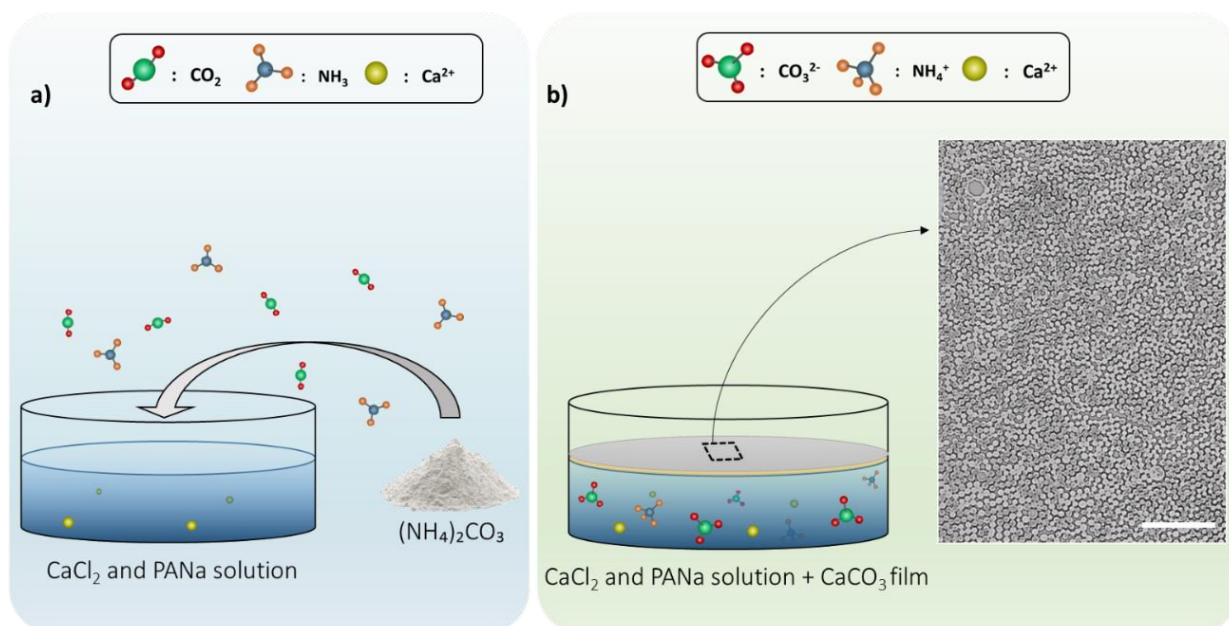 a)
: CO₂ : NH₃ : Ca²⁺
(NH₄)₂CO₃
CaCl₂ and PANa solution
b)
: CO₃²⁻ : NH₄⁺ : Ca²⁺
CaCl₂ and PANa solution + CaCO₃ film